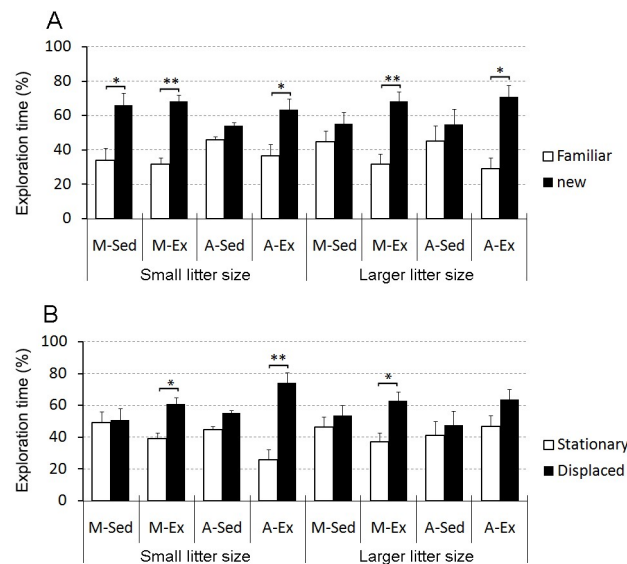 A
Exploration time (%)
100
80
60
40
20
0
* ** * ** *
M-Sed M-Ex A-Sed A-Ex M-Sed M-Ex A-Sed A-Ex
Small litter size Larger litter size
Familiar
new
B
Exploration time (%)
100
80
60
40
20
0
* ** *
M-Sed M-Ex A-Sed A-Ex M-Sed M-Ex A-Sed A-Ex
Small litter size Larger litter size
Stationary
Displaced